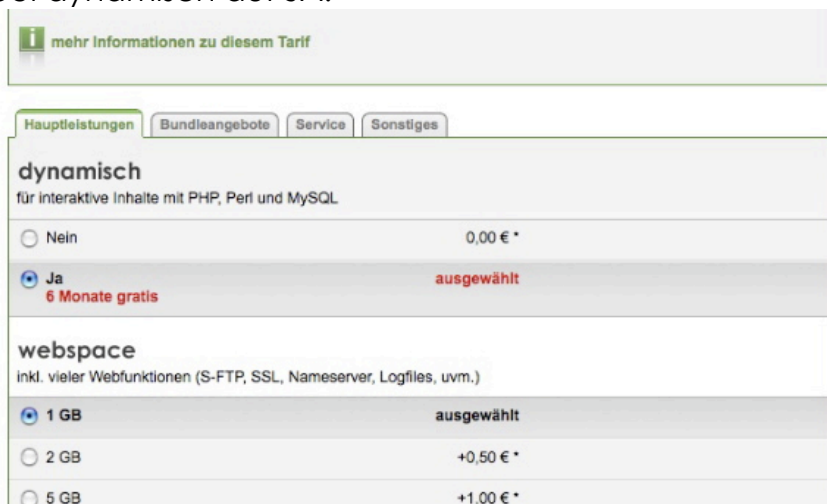 mehr Informationen zu diesem Tarif
Hauptleistungen Bundleangebote Service Sonstiges
dynamisch
für interaktive Inhalte mit PHP, Perl und MySQL
Nein 0,00 € *
Ja ausgewählt
6 Monate gratis
webspace
inkl. vieler Webfunktionen (S-FTP, SSL, Nameserver, Logfiles, uvm.)
1 GB ausgewählt
2 GB +0,50 € *
5 GB +1,00 € *